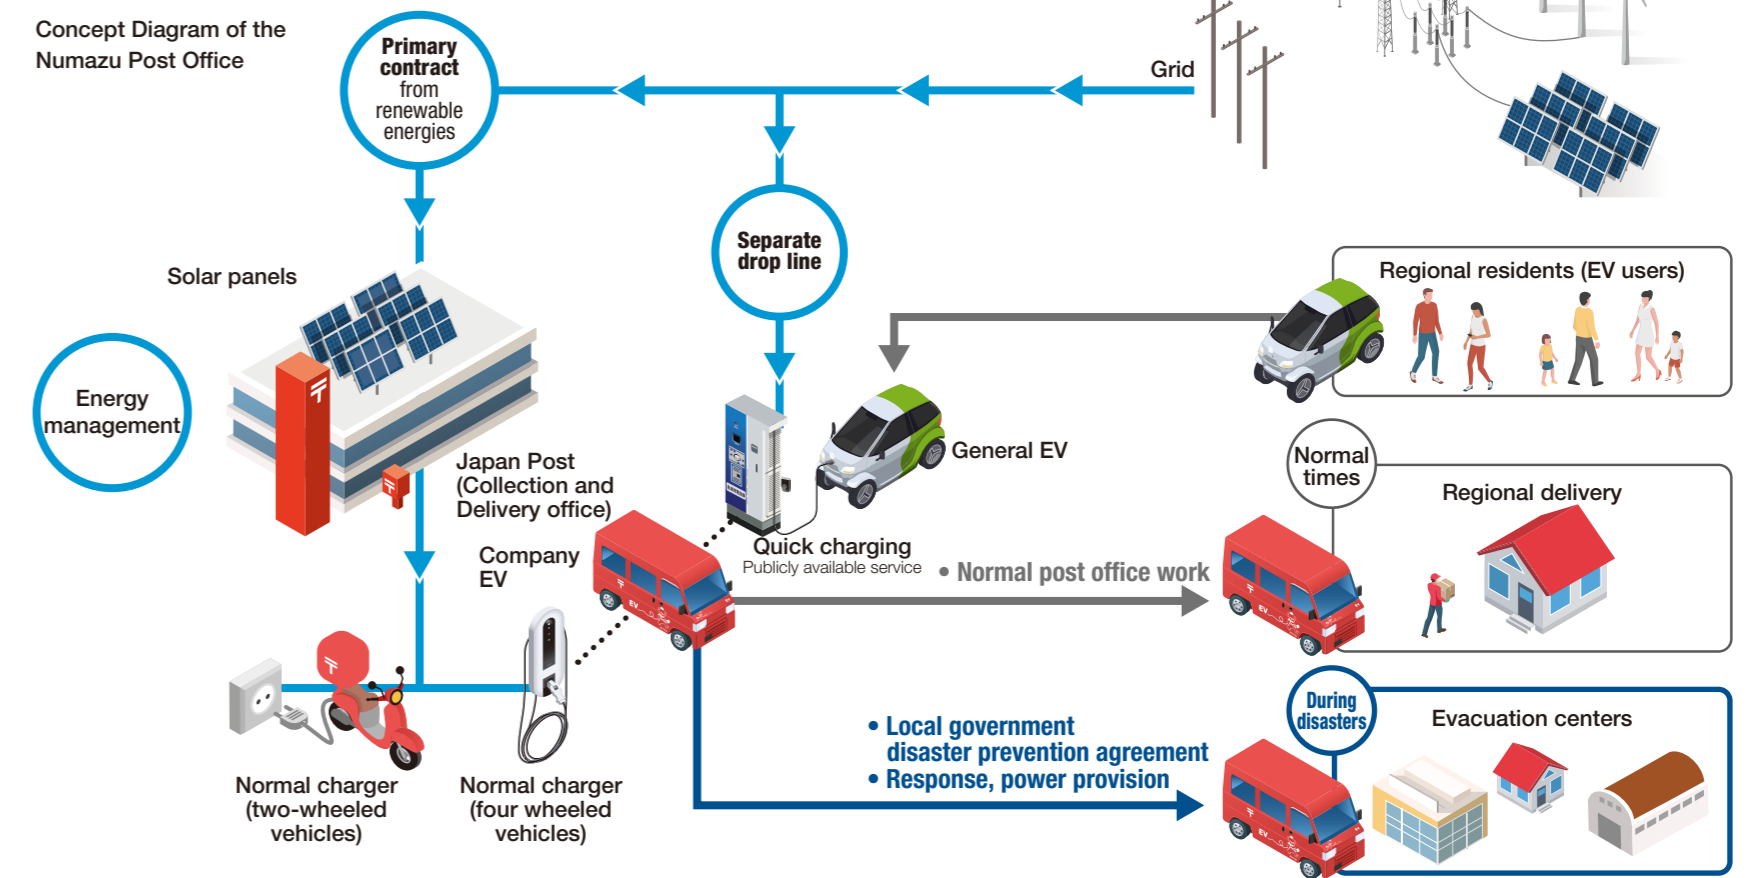 Concept Diagram of the
Numazu Post Office
Primary
contract
from
renewable
energies
Grid
Separate
drop line
Solar panels
Energy
management
Japan Post
(Collection and
Delivery office)
Company
EV
General EV
Quick charging
Publicly available service
Regional residents (EV users)
Normal
times
Regional delivery
• Normal post office work
EV
EV
During
disasters
Evacuation centers
• Local government
disaster prevention agreement
• Response, power provision
EV
Normal charger
(two-wheeled
vehicles)
Normal charger
(four wheeled
vehicles)